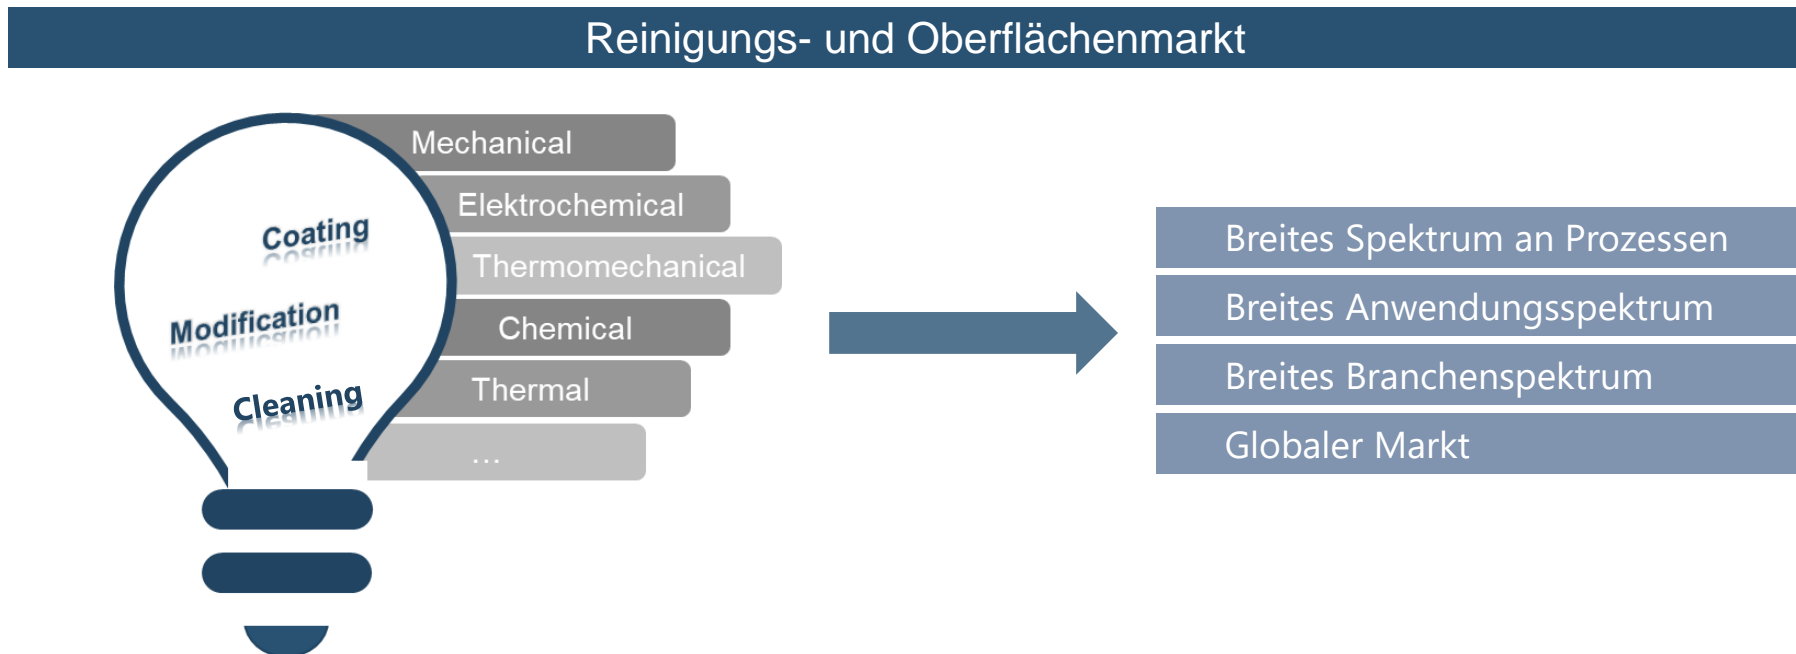 Reinigungs- und Oberflächenmarkt
Coating
Modification
Cleaning
Mechanical
Elektrochemical
Thermomechanical
Chemical
Thermal
...
Breites Spektrum an Prozessen
Breites Anwendungsspektrum
Breites Branchenspektrum
Globaler Markt